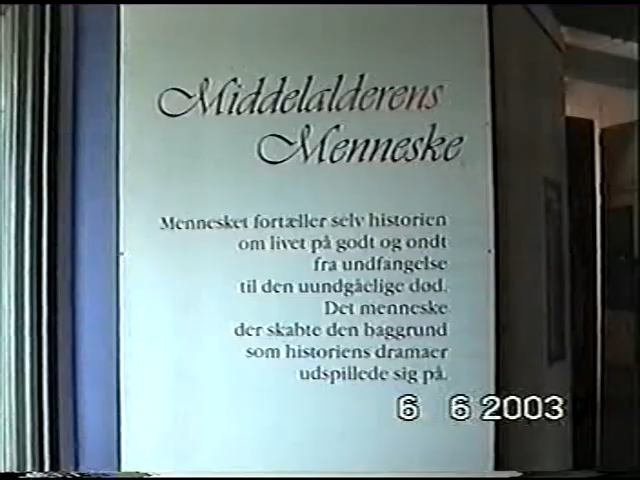 Middelalderens
Menneske
Mennesket fortæller selv historien
om livet på godt og ondt
fra undfangelse
til den uundgåelige død.
Det menneske
der skabte den baggrund
som historiens dramaer
udspillede sig på.
6 6 2003